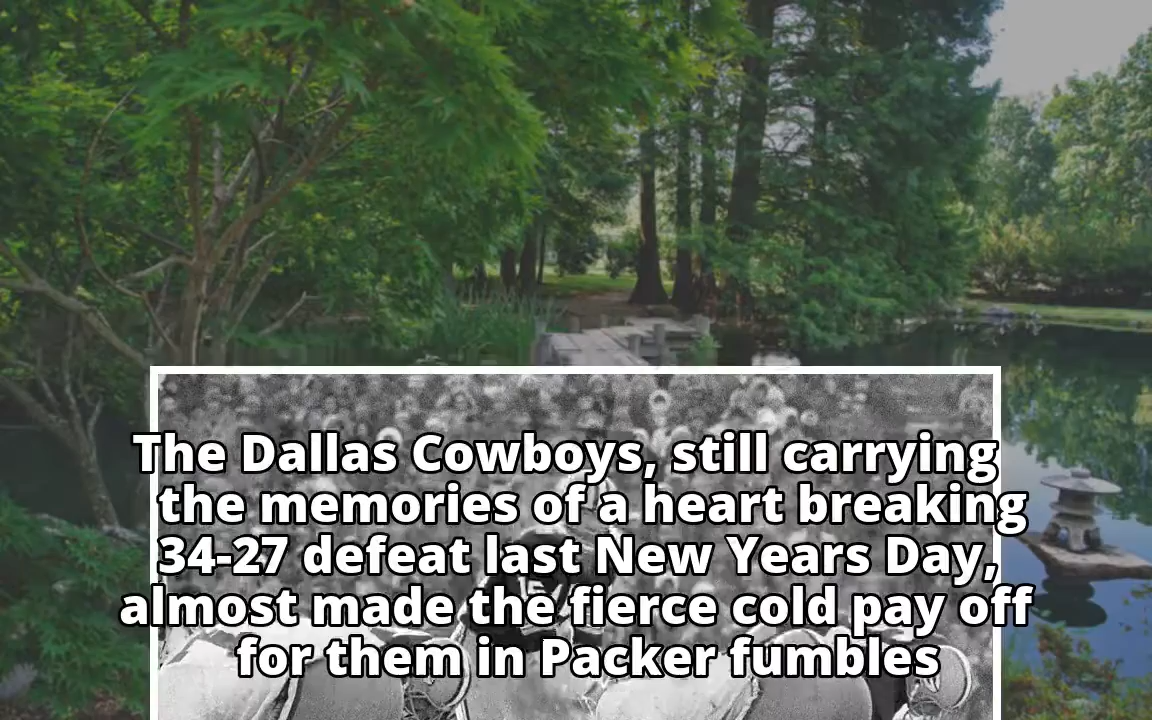 The Dallas Cowboys, still carrying
the memories of a heart breaking
34-27 defeat last New Years Day,
almost made the fierce cold pay off
for them in Packer fumbles